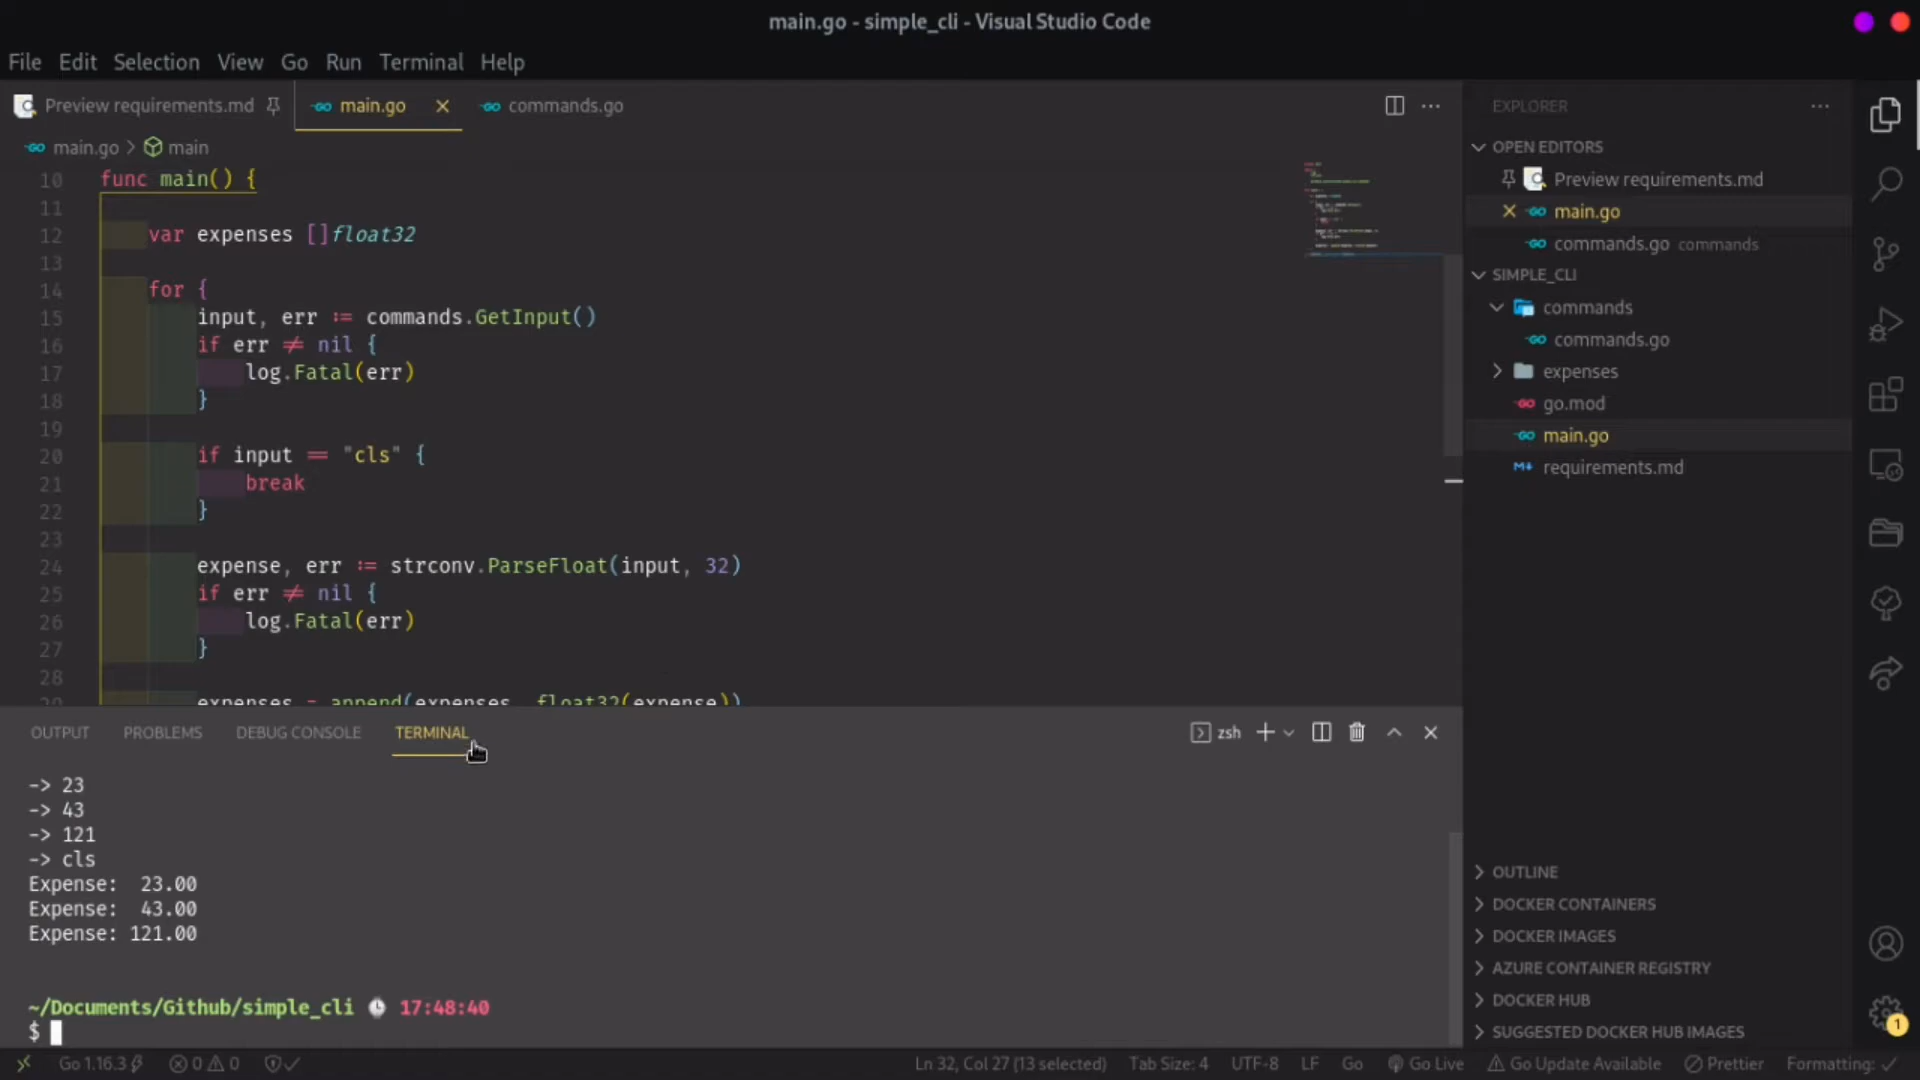 main.go - simple_cli - Visual Studio Code
File Edit Selection View Go Run Terminal Help
Preview requirements.md main.go commands.go
main.go > main
10 func main() {
11
12 var expenses []float32
13
14 for {
15 input, err := commands.GetInput()
16 if err ≠ nil {
17 log.Fatal(err)
18 }
19
20 if input == "cls" {
21 break
22 }
23
24 expense, err := strconv.ParseFloat(input, 32)
25 if err ≠ nil {
26 log.Fatal(err)
27 }
28
29 expenses = append(expenses, float32(expense))
OUTPUT PROBLEMS DEBUG CONSOLE TERMINAL zsh
-> 23
-> 43
-> 121
-> cls
Expense:  23.00
Expense:  43.00
Expense: 121.00
~/Documents/Github/simple_cli 17:48:40
$
EXPLORER
OPEN EDITORS
Preview requirements.md
main.go
commands.go commands
SIMPLE_CLI
commands
commands.go
expenses
go.mod
main.go
requirements.md
OUTLINE
DOCKER CONTAINERS
DOCKER IMAGES
AZURE CONTAINER REGISTRY
DOCKER HUB
SUGGESTED DOCKER HUB IMAGES
1
Go 1.16.3 0 0 Ln 32, Col 27 (13 selected) Tab Size: 4 UTF-8 LF Go Go Live Go Update Available Prettier Formatting: ✓